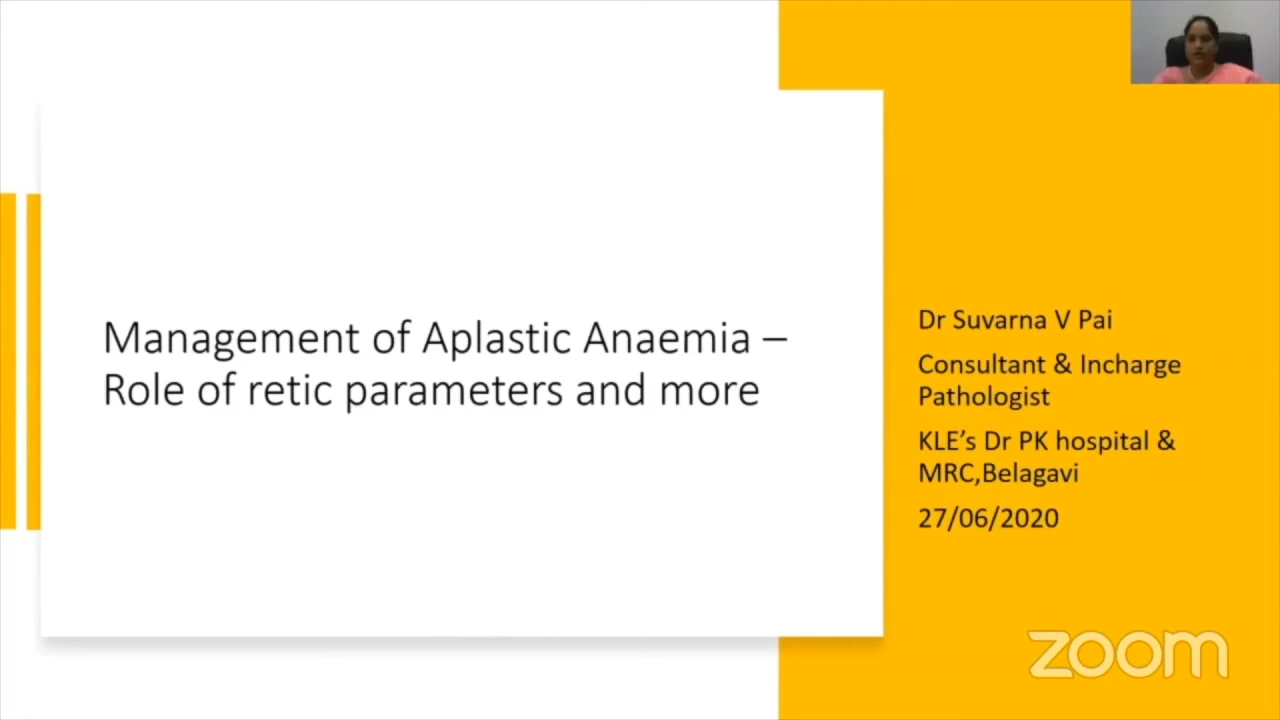 Management of Aplastic Anaemia –
Role of retic parameters and more
Dr Suvarna V Pai
Consultant & Incharge
Pathologist
KLE’s Dr PK hospital &
MRC,Belagavi
27/06/2020
zoom